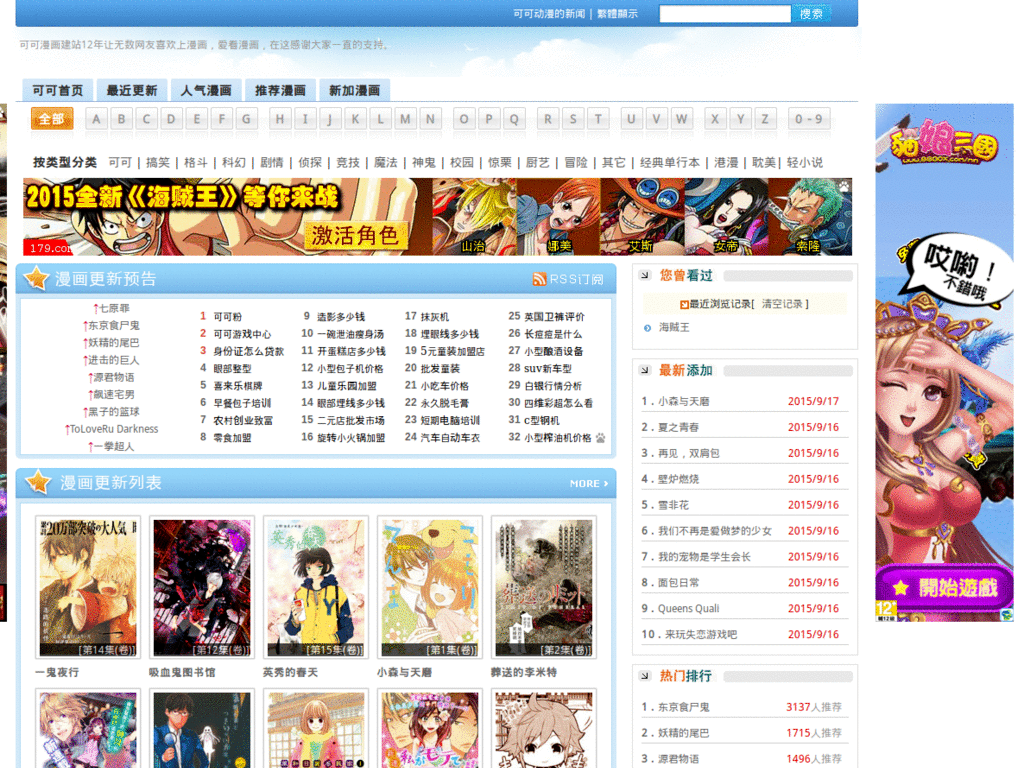 可可动漫的新闻 | 繁體顯示
搜索
可可漫画建站12年让无数网友喜欢上漫画，爱看漫画，在这感谢大家一直的支持。
可可首页 最近更新 人气漫画 推荐漫画 新加漫画
全部 A B C D E F G H I J K L M N O P Q R S T U V W X Y Z 0-9
按类型分类 可可 | 搞笑 | 格斗 | 科幻 | 剧情 | 侦探 | 竞技 | 魔法 | 神鬼 | 校园 | 惊栗 | 厨艺 | 冒险 | 其它 | 经典单行本 | 港漫 | 耽美 | 轻小说
2015全新《海贼王》等你来战
激活角色
179.com
山治 娜美 艾斯 女帝 索隆
漫画更新预告
RSS订阅
↑七原罪
↑东京食尸鬼
↑妖精的尾巴
↑进击的巨人
↑源君物语
↑飙速宅男
↑黑子的篮球
↑ToLoveRu Darkness
↑一拳超人
1 可可粉 9 造影多少钱 17 抹灰机 25 英国卫裤评价
2 可可游戏中心 10 一碗泄油瘦身汤 18 埋眼线多少钱 26 长痘痘是什么
3 身份证怎么贷款 11 开蛋糕店多少钱 19 5元童装加盟店 27 小型酿酒设备
4 眼部整型 12 小型包子机价格 20 批发童装 28 suv新车型
5 喜来乐棋牌 13 儿童乐园加盟 21 小吃车价格 29 白银行情分析
6 早餐包子培训 14 眼部埋线多少钱 22 永久脱毛膏 30 四维彩超怎么看
7 农村创业致富 15 二元店批发市场 23 短期电脑培训 31 c型钢机
8 零食加盟 16 旋转小火锅加盟 24 汽车自动车衣 32 小型榨油机价格
漫画更新列表
MORE
[第14集(卷)] [第12集(卷)] [第15集(卷)] [第1集(卷)] [第2集(卷)]
一鬼夜行 吸血鬼图书馆 英秀的春天 小森与天磨 葬送的李米特
您曾看过
最近浏览记录[ 清空记录 ]
海贼王
最新添加
1．小森与天磨 2015/9/17
2．夏之青春 2015/9/16
3．再见，双肩包 2015/9/16
4．壁炉燃烧 2015/9/16
5．雪非花 2015/9/16
6．我们不再是爱做梦的少女 2015/9/16
7．我的宠物是学生会长 2015/9/16
8．面包日常 2015/9/16
9．Queens Quali 2015/9/16
10．来玩失恋游戏吧 2015/9/16
热门排行
1．东京食尸鬼 3137人推荐
2．妖精的尾巴 1715人推荐
3．源君物语 1496人推荐
貓娘三國
哎喲！
不錯哦
開始遊戲
12+